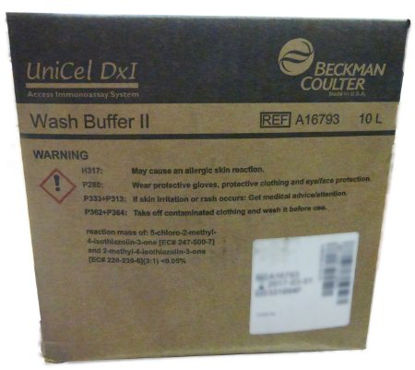 UniCel DxI
Access Immunoassay System
BECKMAN
COULTER
Made in U.S.A.
Wash Buffer II
REF A16793 10 L
WARNING
H317: May cause an allergic skin reaction.
P280: Wear protective gloves, protective clothing and eye/face protection.
P333+P313: If skin irritation or rash occurs: Get medical advice/attention.
P362+P364: Take off contaminated clothing and wash it before use.
reaction mass of: 5-chloro-2-methyl-
4-isothiazolin-3-one [EC# 247-500-7]
and 2-methyl-4-isothiazolin-3-one
[EC# 220-239-6](3:1) <0.05%